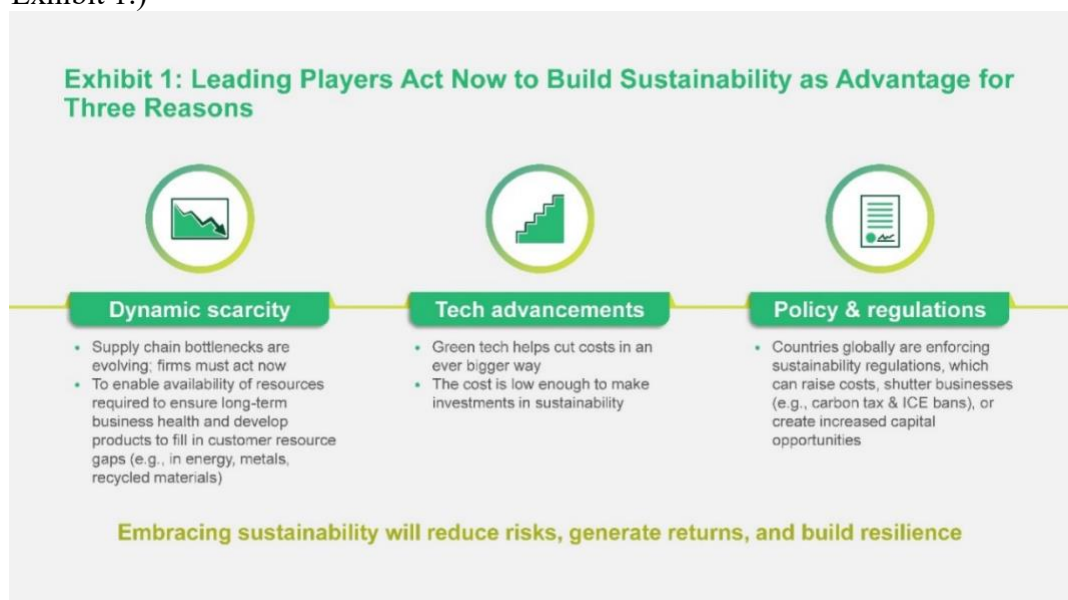 Exhibit 1.)
Exhibit 1: Leading Players Act Now to Build Sustainability as Advantage for
Three Reasons
Dynamic scarcity
• Supply chain bottlenecks are
evolving; firms must act now
• To enable availability of resources
required to ensure long-term
business health and develop
products to fill in customer resource
gaps (e.g., in energy, metals,
recycled materials)
Tech advancements
• Green tech helps cut costs in an
ever bigger way
• The cost is low enough to make
investments in sustainability
Policy & regulations
• Countries globally are enforcing
sustainability regulations, which
can raise costs, shutter businesses
(e.g., carbon tax & ICE bans), or
create increased capital
opportunities
Embracing sustainability will reduce risks, generate returns, and build resilience